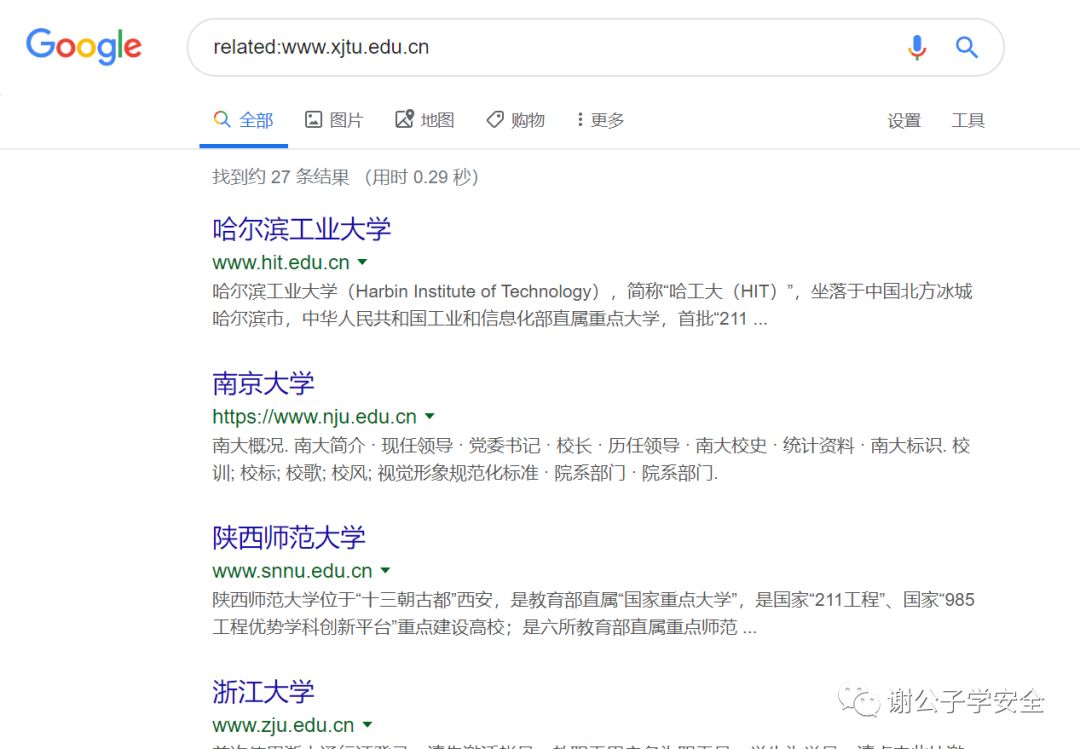 Google
related:www.xjtu.edu.cn
全部 图片 地图 购物 更多 设置 工具
找到约 27 条结果 (用时 0.29 秒)
哈尔滨工业大学
www.hit.edu.cn
哈尔滨工业大学（Harbin Institute of Technology），简称“哈工大（HIT）”，坐落于中国北方冰城
哈尔滨市，中华人民共和国工业和信息化部直属重点大学，首批“211 ...
南京大学
https://www.nju.edu.cn
南大概况. 南大简介 · 现任领导 · 党委书记 · 校长 · 历任领导 · 南大校史 · 统计资料 · 南大标识. 校
训; 校标; 校歌; 校风; 视觉形象规范化标准 · 院系部门 · 院系部门.
陕西师范大学
www.snnu.edu.cn
陕西师范大学位于“十三朝古都”西安，是教育部直属“国家重点大学”，是国家“211工程”、国家“985
工程优势学科创新平台”重点建设高校；是六所教育部直属重点师范 ...
浙江大学
www.zju.edu.cn
谢公子学安全